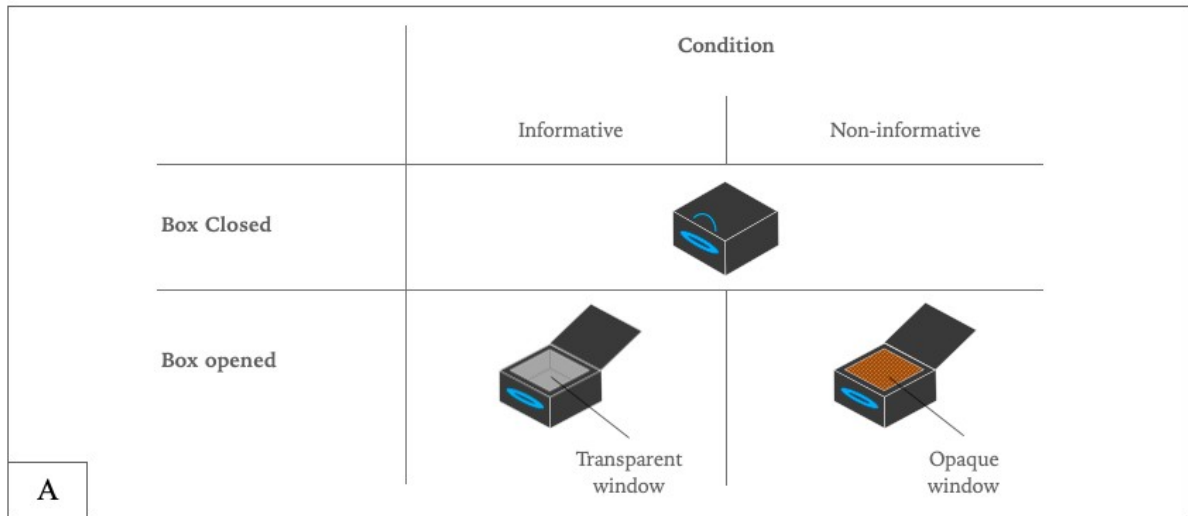 Condition
Informative
Non-informative
Box Closed
Box opened
Transparent
window
Opaque
window
A